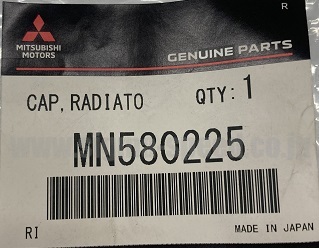 R
MITSUBISHI
MOTORS
GENUINE PARTS
CAP, RADIATO QTY: 1
MN580225
RI MADE IN JAPAN